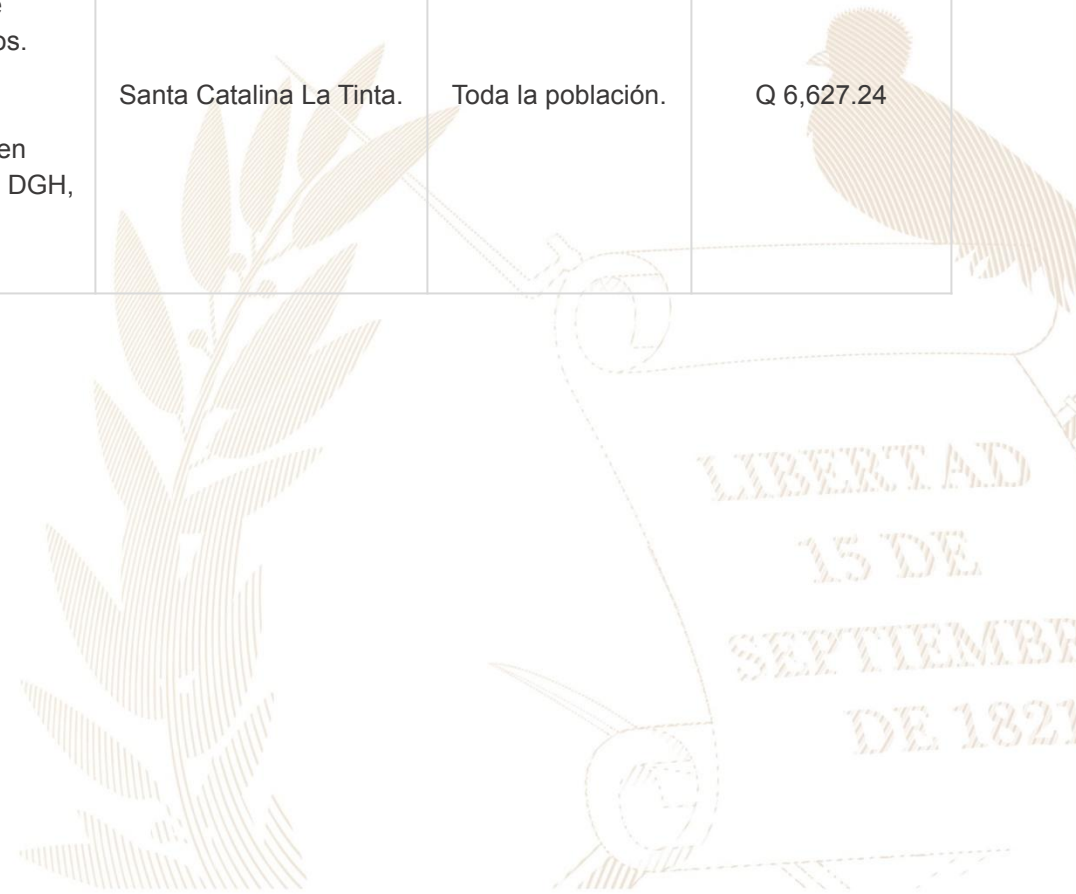 os.
Santa Catalina La Tinta. Toda la población. Q 6,627.24
en
DGH,
LIBERTAD
15 DE
SEPTIEMBRE
DE 1821